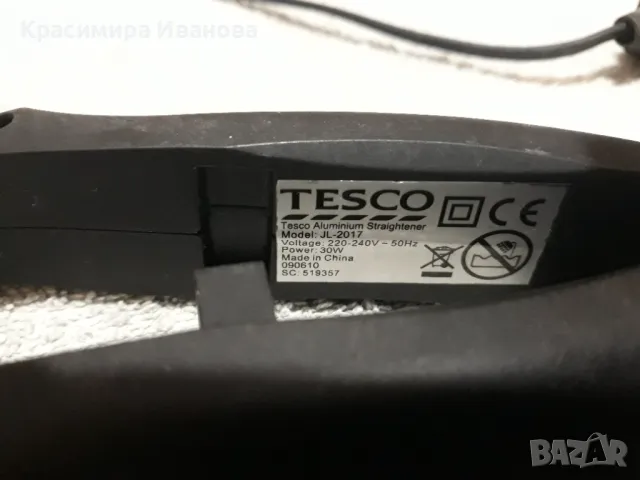 Красимира Иванова
TESCO
Tesco Aluminium Straightener
Model: JL-2017
Voltage: 220-240V ~ 50Hz
Power: 30W
Made in China
090610
SC: 519357
CE
BAZAR